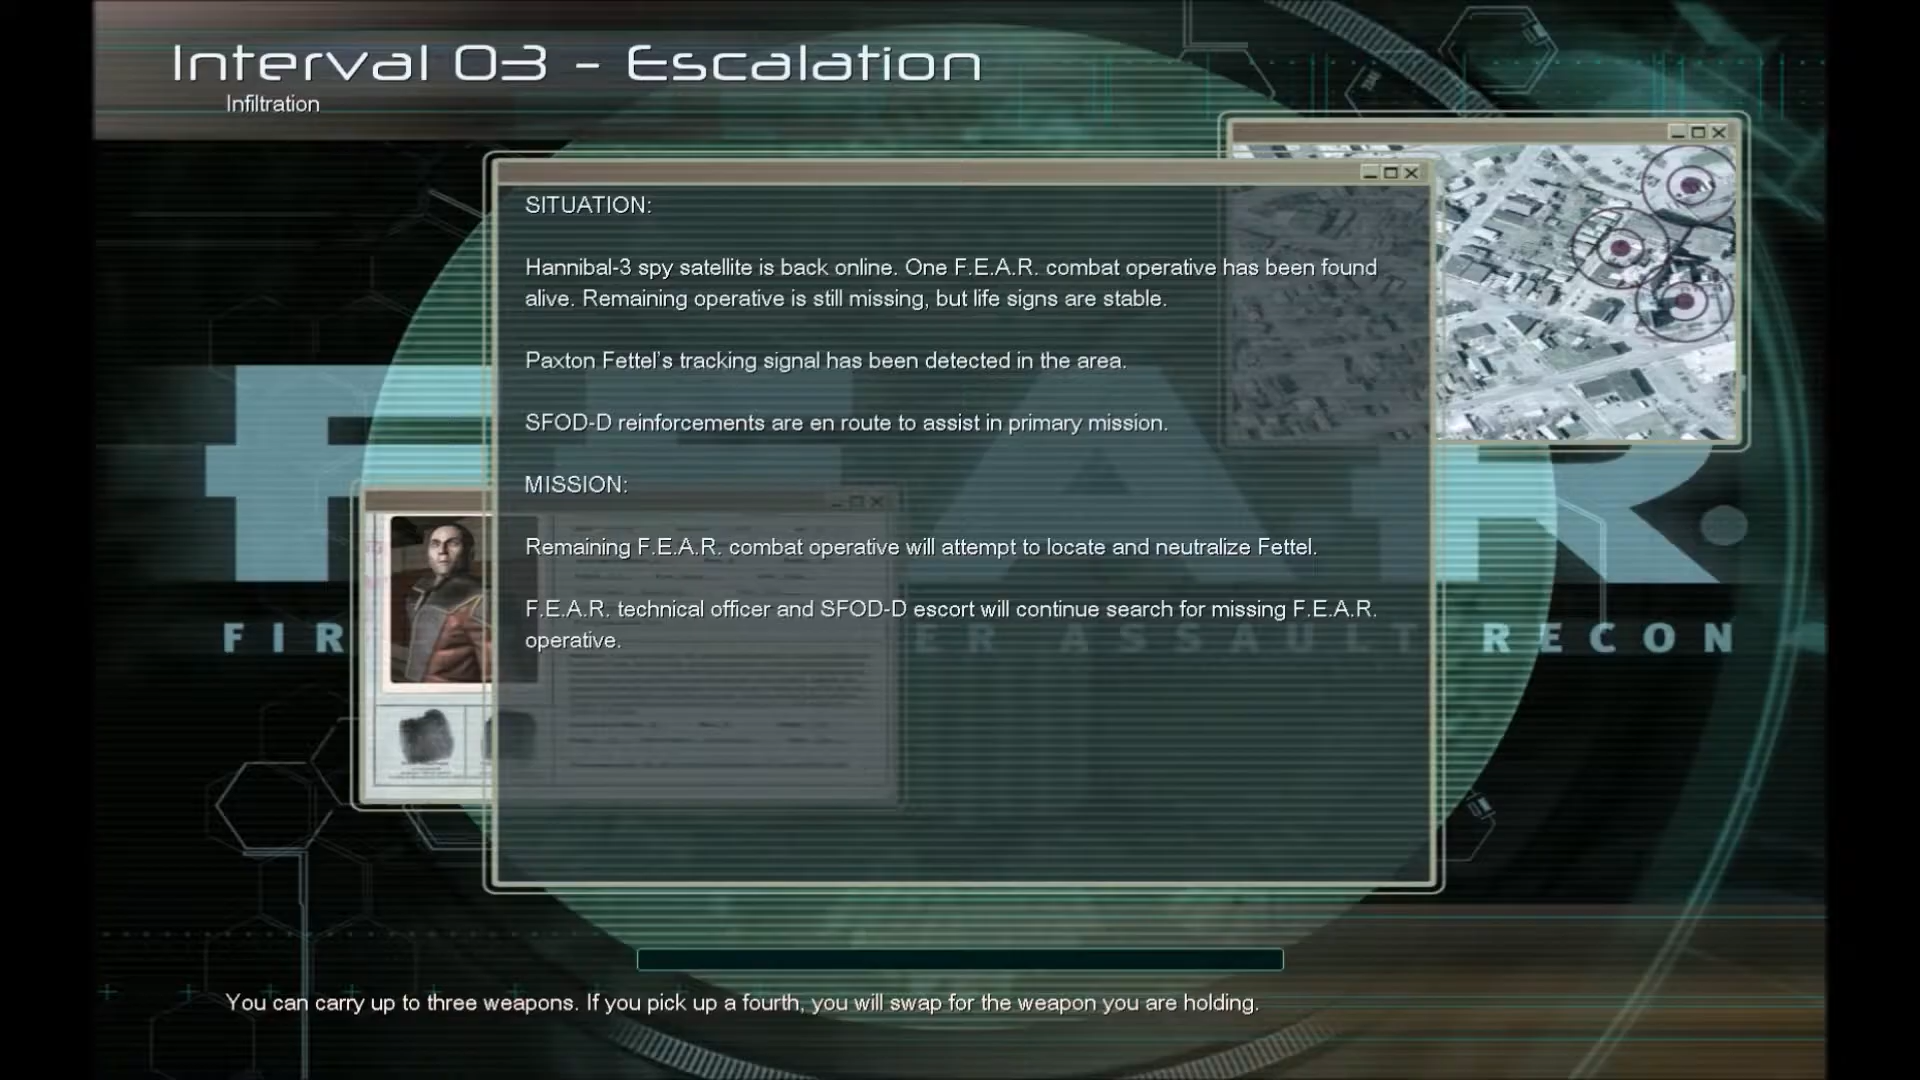 Interval 03 - Escalation
Infiltration
SITUATION:
Hannibal-3 spy satellite is back online. One F.E.A.R. combat operative has been found
alive. Remaining operative is still missing, but life signs are stable.
Paxton Fettel's tracking signal has been detected in the area.
SFOD-D reinforcements are en route to assist in primary mission.
MISSION:
Remaining F.E.A.R. combat operative will attempt to locate and neutralize Fettel.
F.E.A.R. technical officer and SFOD-D escort will continue search for missing F.E.A.R.
operative.
ASSAULT RECON
You can carry up to three weapons. If you pick up a fourth, you will swap for the weapon you are holding.